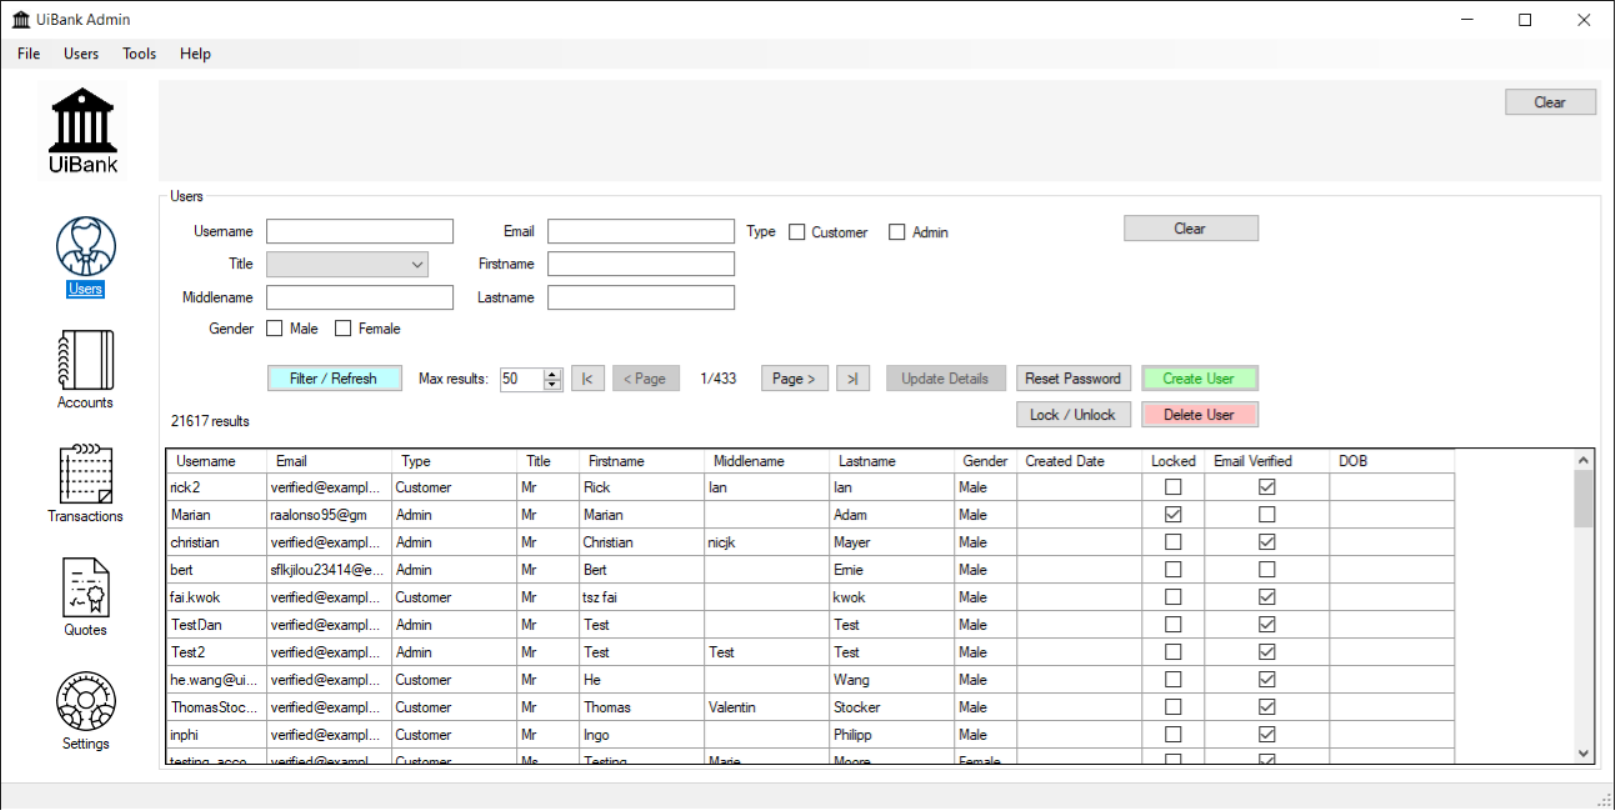 UiBank Admin
File Users Tools Help
Clear
UiBank
Users
Username Email Type Customer Admin Clear
Title Firstname
Users
Middlename Lastname
Gender Male Female
Filter / Refresh Max results: 50 |< < Page 1/433 Page > >| Update Details Reset Password Create User
Accounts
Lock / Unlock Delete User
21617 results
Username Email Type Title Firstname Middlename Lastname Gender Created Date Locked Email Verified DOB
rick2 verified@exampl... Customer Mr Rick Ian Ian Male
Marian raalonso95@gm Admin Mr Marian Adam Male
Transactions
christian verified@exampl... Admin Mr Christian nicjk Mayer Male
bert sflkjilou23414@e... Admin Mr Bert Ernie Male
fai.kwok verified@exampl... Customer Mr tsz fai kwok Male
TestDan verified@exampl... Admin Mr Test Test Male
Quotes
Test2 verified@exampl... Admin Mr Test Test Test Male
he.wang@ui... verified@exampl... Customer Mr He Wang Male
ThomasStoc... verified@exampl... Customer Mr Thomas Valentin Stocker Male
inphi verified@exampl... Customer Mr Ingo Philipp Male
Settings
testing_acco... verified@exampl... Customer Ms Testing Marie Moore Female